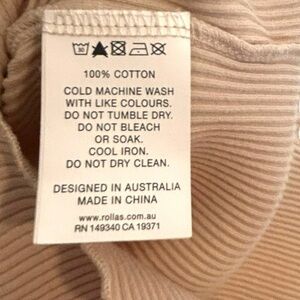 100% COTTON
COLD MACHINE WASH
WITH LIKE COLOURS.
DO NOT TUMBLE DRY.
DO NOT BLEACH
OR SOAK.
COOL IRON.
DO NOT DRY CLEAN.
DESIGNED IN AUSTRALIA
MADE IN CHINA
www.rollas.com.au
RN 149340 CA 19371